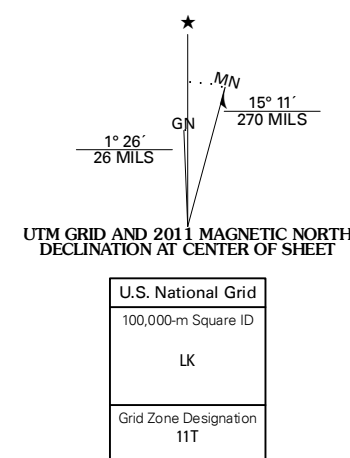 ★
MN
GN
15° 11´
270 MILS
1° 26´
26 MILS
UTM GRID AND 2011 MAGNETIC NORTH
DECLINATION AT CENTER OF SHEET
U.S. National Grid
100,000-m Square ID
LK
Grid Zone Designation
11T